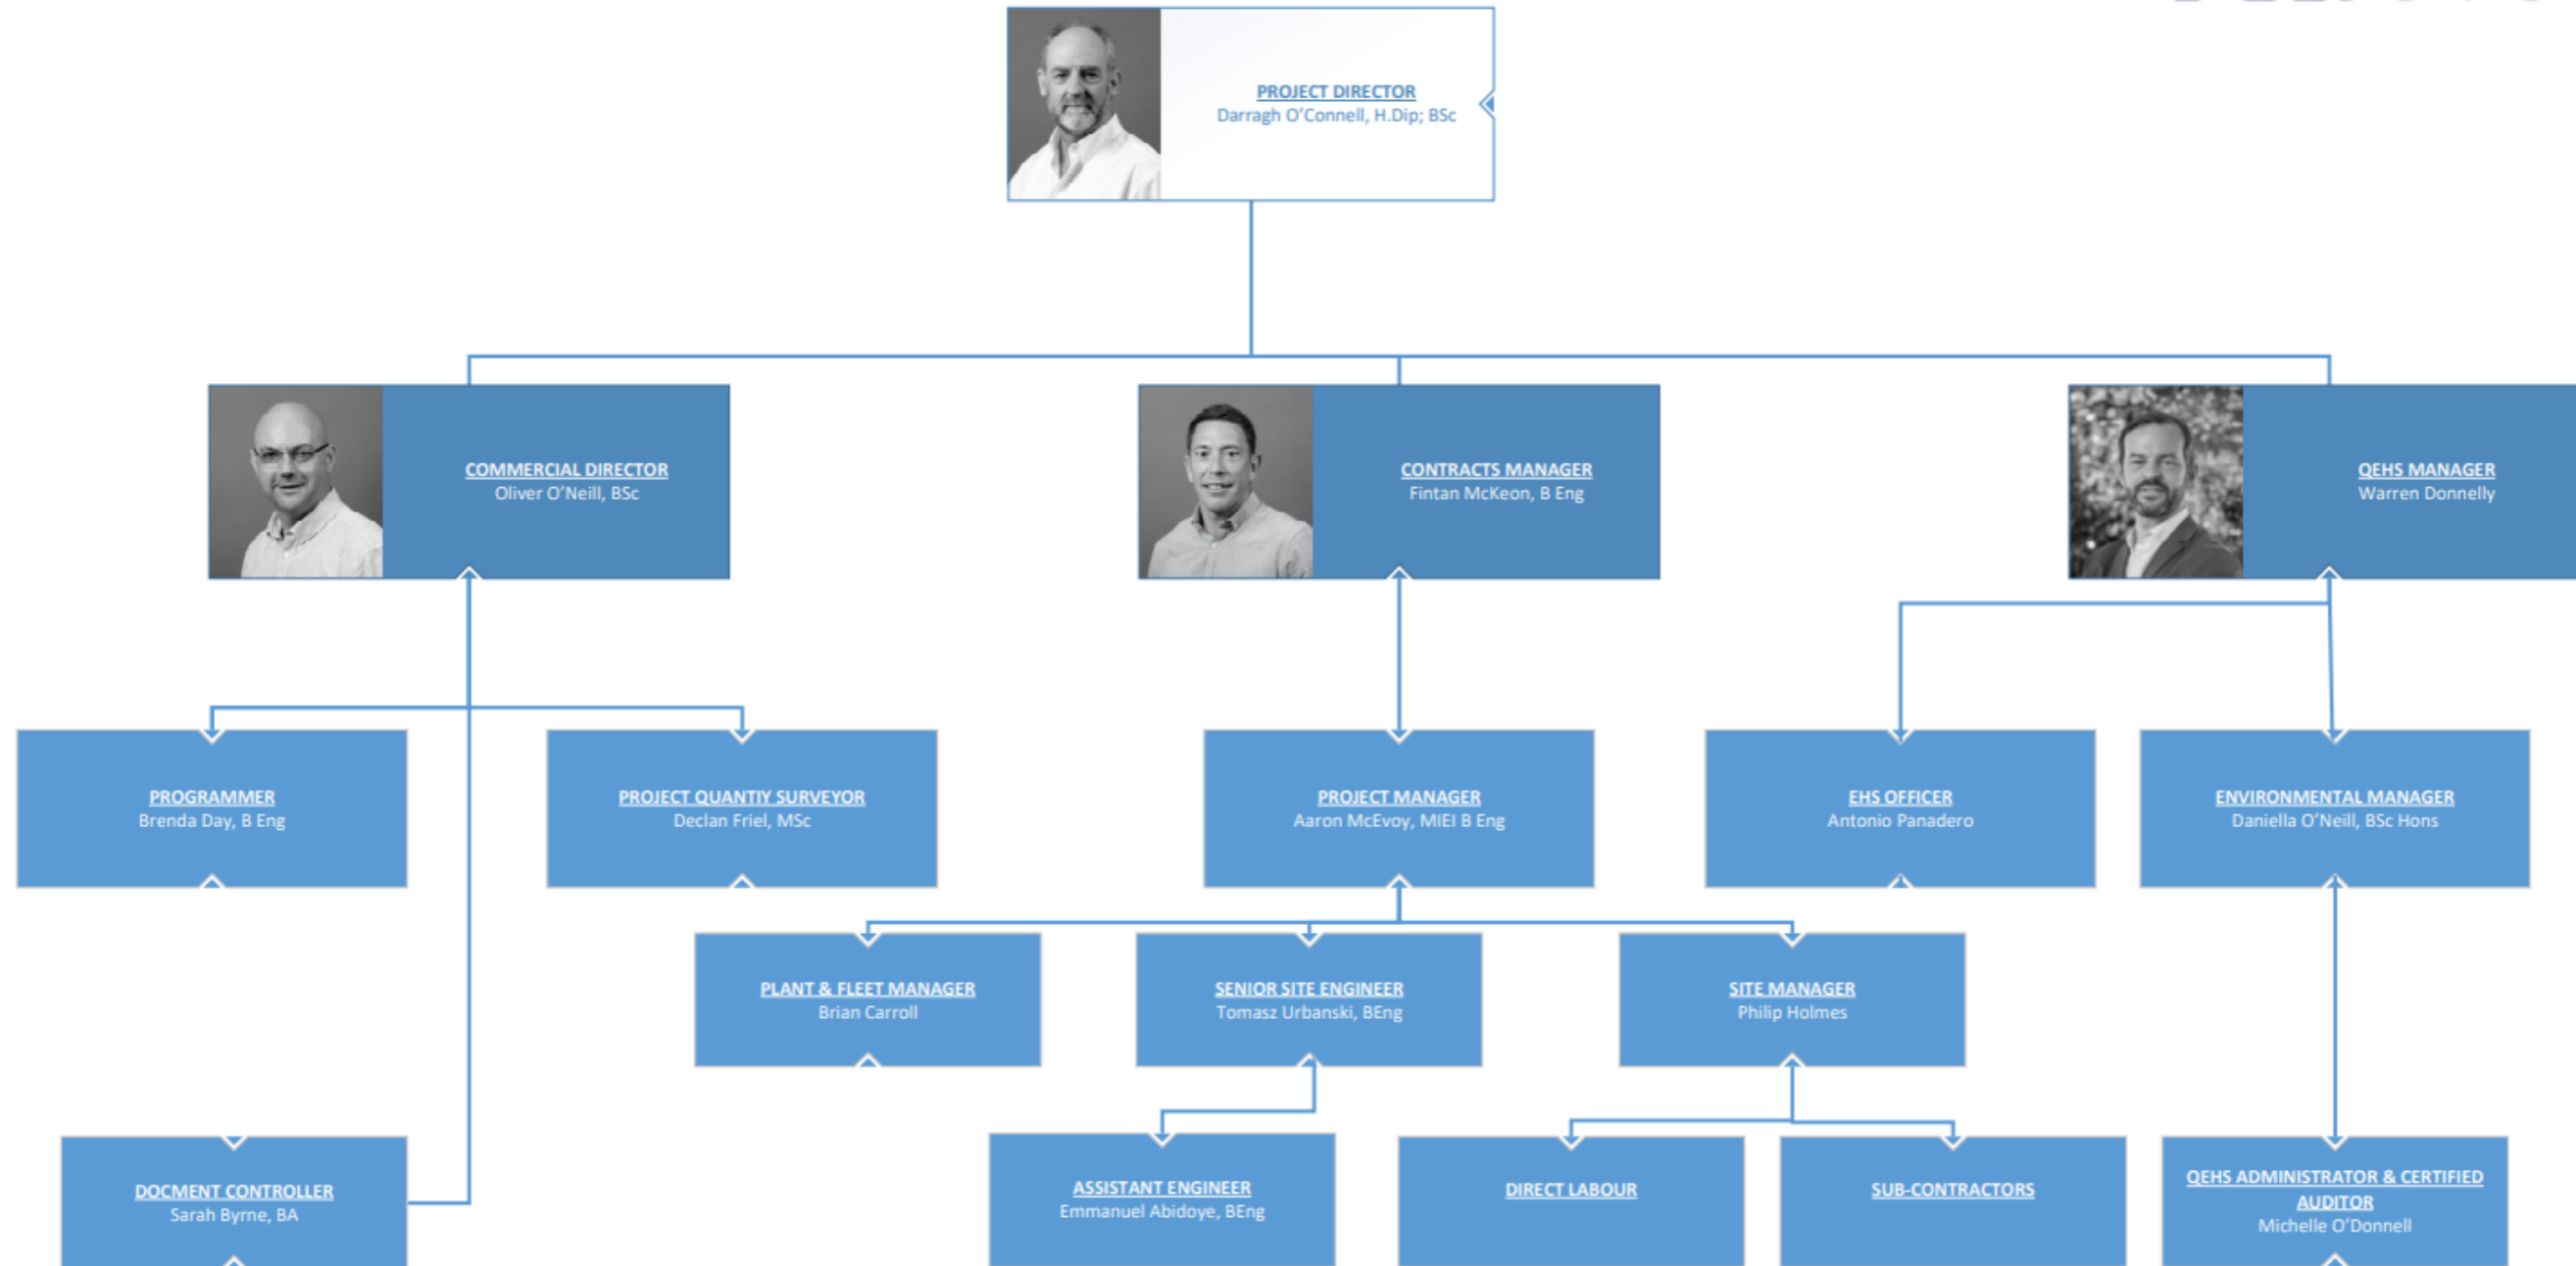 PROJECT DIRECTOR
Darragh O'Connell, H.Dip; BSc
COMMERCIAL DIRECTOR
Oliver O'Neill, BSc
CONTRACTS MANAGER
Fintan McKeon, B Eng
QEHS MANAGER
Warren Donnelly
PROGRAMMER
Brenda Day, B Eng
PROJECT QUANTIY SURVEYOR
Declan Friel, MSc
PROJECT MANAGER
Aaron McEvoy, MIEI B Eng
EHS OFFICER
Antonio Panadero
ENVIRONMENTAL MANAGER
Daniella O'Neill, BSc Hons
PLANT & FLEET MANAGER
Brian Carroll
SENIOR SITE ENGINEER
Tomasz Urbanski, BEng
SITE MANAGER
Philip Holmes
DOCMENT CONTROLLER
Sarah Byrne, BA
ASSISTANT ENGINEER
Emmanuel Abidoye, BEng
DIRECT LABOUR
SUB-CONTRACTORS
QEHS ADMINISTRATOR & CERTIFIED
AUDITOR
Michelle O'Donnell